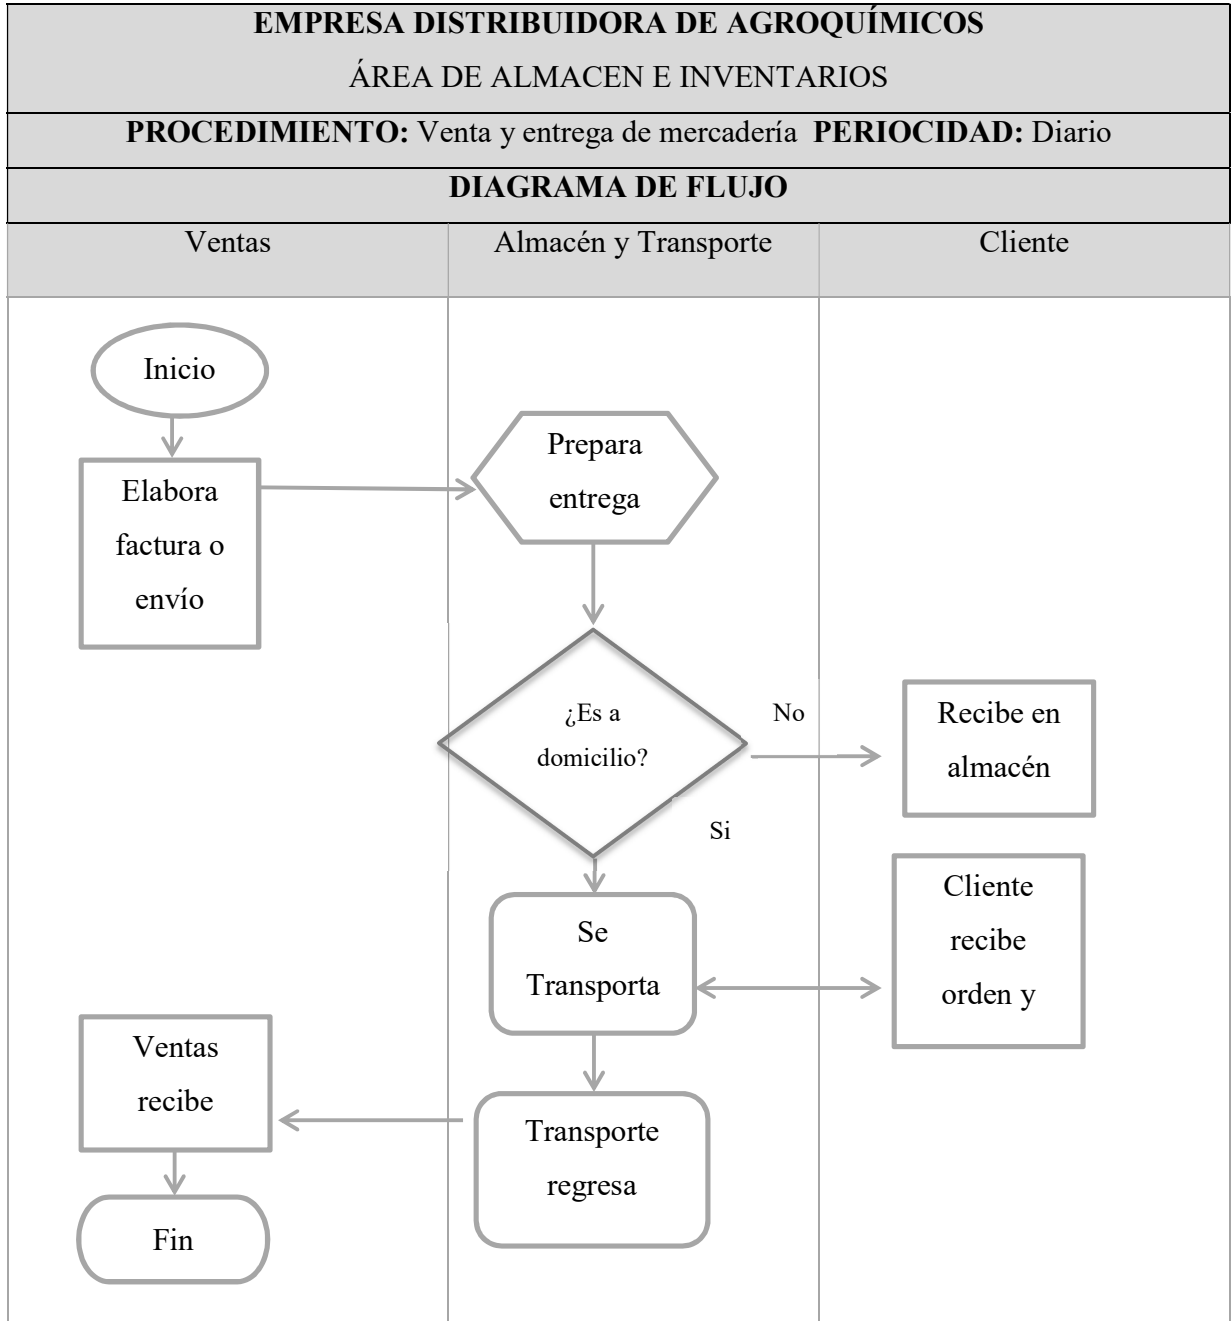 EMPRESA DISTRIBUIDORA DE AGROQUÍMICOS
ÁREA DE ALMACEN E INVENTARIOS
PROCEDIMIENTO: Venta y entrega de mercadería PERIOCIDAD: Diario
DIAGRAMA DE FLUJO
Ventas
Almacén y Transporte
Cliente
Inicio
Elabora
factura o
envío
Prepara
entrega
¿Es a
domicilio?
No
Recibe en
almacén
Si
Se
Transporta
Cliente
recibe
orden y
Transporte
regresa
Ventas
recibe
Fin